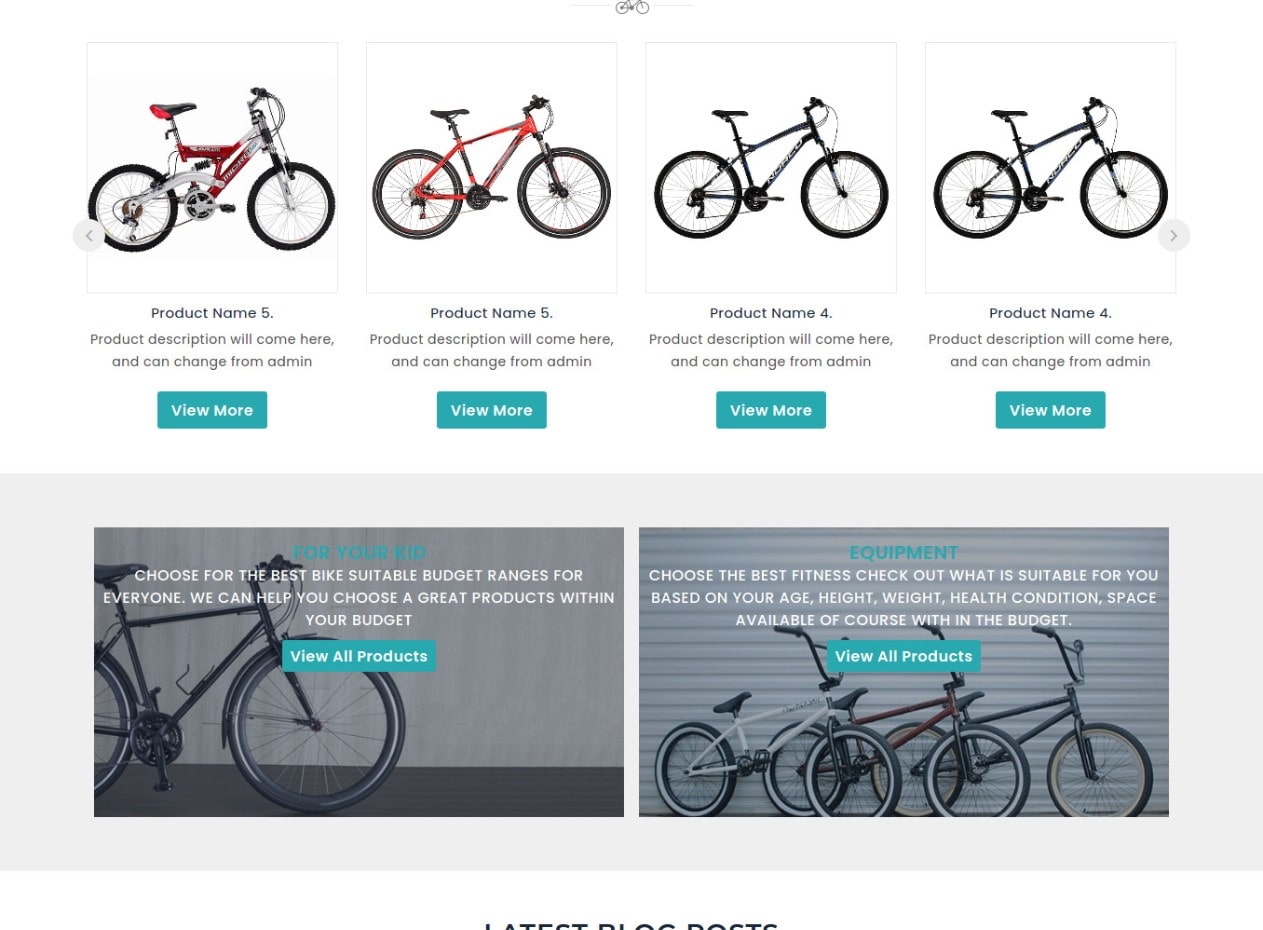 Product Name 5.
Product description will come here,
and can change from admin
View More
Product Name 5.
Product description will come here,
and can change from admin
View More
NORCO
Product Name 4.
Product description will come here,
and can change from admin
View More
NORCO
Product Name 4.
Product description will come here,
and can change from admin
View More
FOR YOUR KID
CHOOSE FOR THE BEST BIKE SUITABLE BUDGET RANGES FOR
EVERYONE. WE CAN HELP YOU CHOOSE A GREAT PRODUCTS WITHIN
YOUR BUDGET
View All Products
EQUIPMENT
CHOOSE THE BEST FITNESS CHECK OUT WHAT IS SUITABLE FOR YOU
BASED ON YOUR AGE, HEIGHT, WEIGHT, HEALTH CONDITION, SPACE
AVAILABLE OF COURSE WITH IN THE BUDGET.
View All Products
LATEST BLOG POSTS